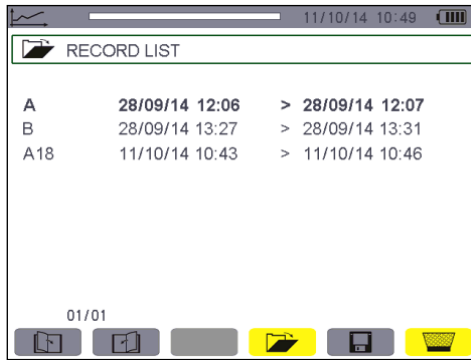 11/10/14 10:49
RECORD LIST
A 28/09/14 12:06 > 28/09/14 12:07
B 28/09/14 13:27 > 28/09/14 13:31
A18 11/10/14 10:43 > 11/10/14 10:46
01/01